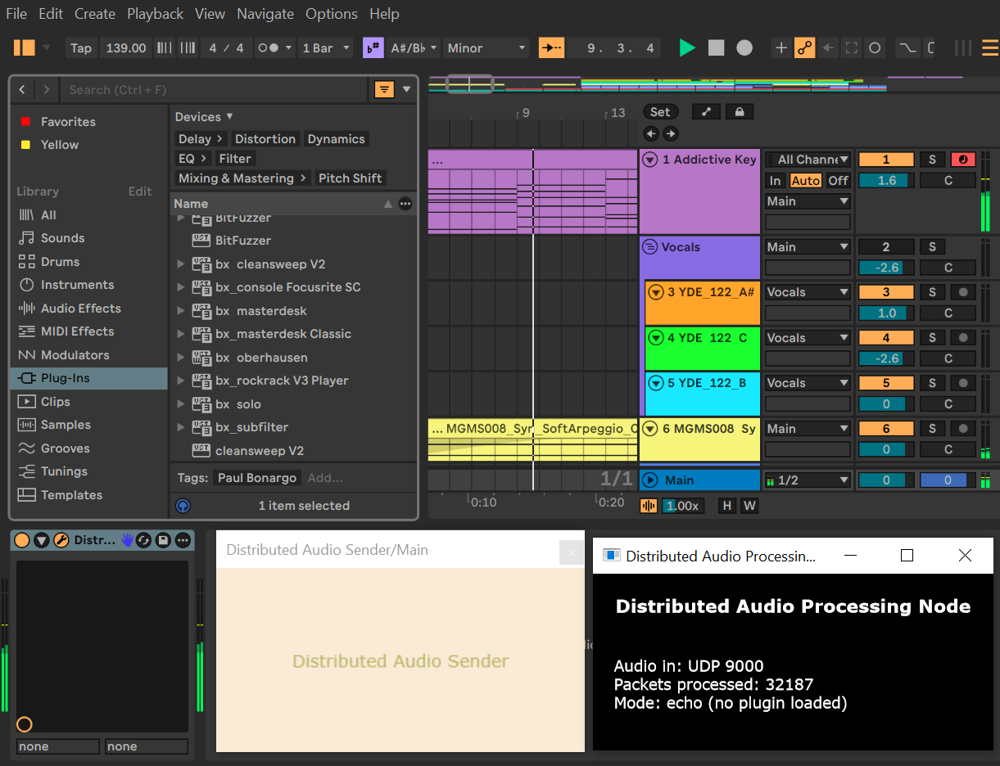 File Edit Create Playback View Navigate Options Help
Tap 139.00 4 / 4 1 Bar A#/B♭ Minor 9. 3. 4
Search (Ctrl + F)
Favorites
Yellow
Library Edit
All
Sounds
Drums
Instruments
Audio Effects
MIDI Effects
Modulators
Plug-Ins
Clips
Samples
Grooves
Tunings
Templates
Devices
Delay > Distortion Dynamics
EQ > Filter
Mixing & Mastering > Pitch Shift
Name
BitFuzzer
BitFuzzer
bx_cleansweep V2
bx_console Focusrite SC
bx_masterdesk
bx_masterdesk Classic
bx_oberhausen
bx_rockrack V3 Player
bx_solo
bx_subfilter
cleansweep V2
Tags: Paul Bonargo Add...
1 item selected
9 13 Set
... 1 Addictive Key All Channe 1 S
In Auto Off 1.6 C
Main
Vocals Main 2 S
-2.6 C
3 YDE_122_A# Vocals 3 S
1.0 C
4 YDE_122_C Vocals 4 S
-2.6 C
5 YDE_122_B Vocals 5 S
0 C
... MGMS008_Syn _SoftArpeggio_C 6 MGMS008_Sy Main 6 S
0 C
1/1 Main 1/2 0 0
0:10 0:20 1.00x H W
Distr...
none none
Distributed Audio Sender/Main
Distributed Audio Sender
Distributed Audio Processin...
Distributed Audio Processing Node
Audio in: UDP 9000
Packets processed: 32187
Mode: echo (no plugin loaded)